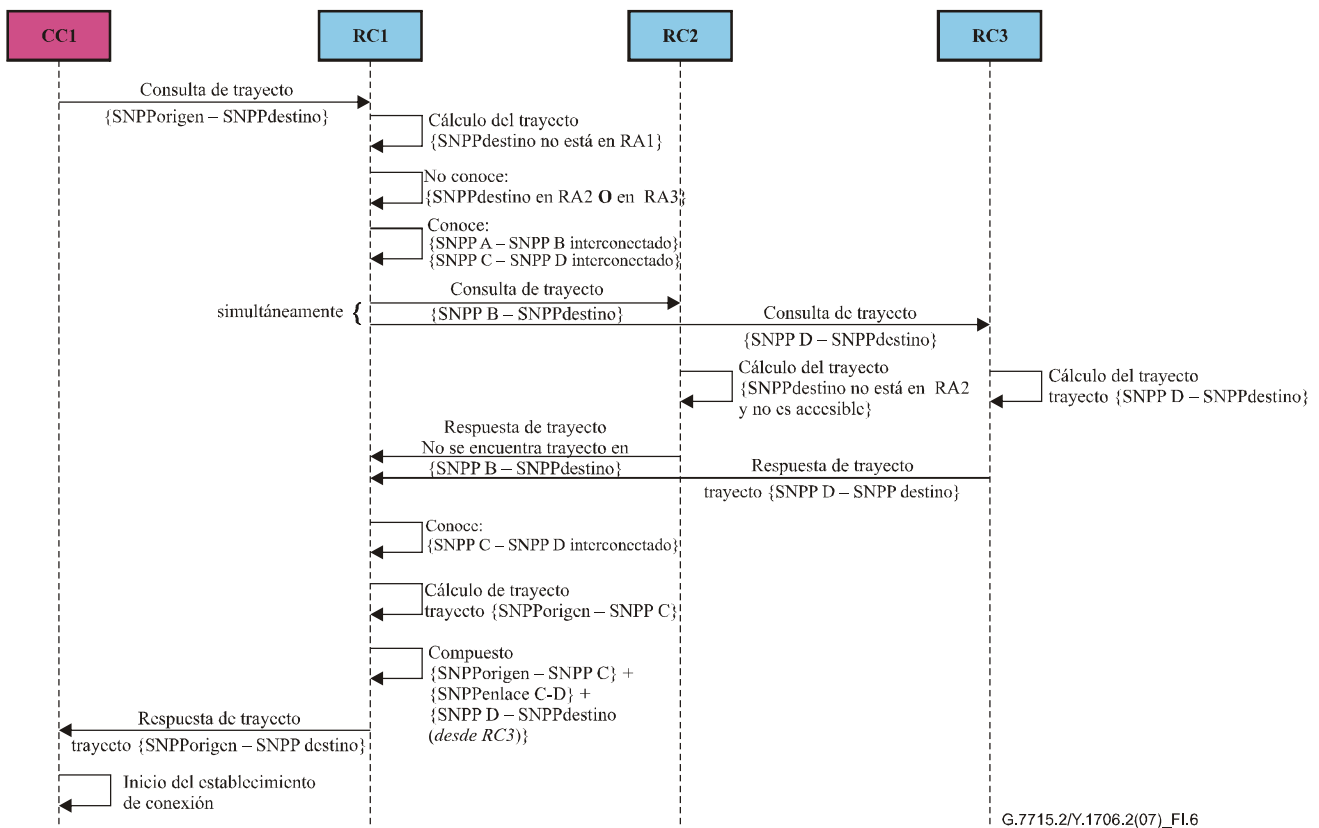 CC1
RC1
RC2
RC3
Consulta de trayecto
{SNPPorigen – SNPPdestino}
Cálculo del trayecto
{SNPPdestino no está en RA1}
No conoce:
{SNPPdestino en RA2 O en RA3}
Conoce:
{SNPP A – SNPP B interconectado}
{SNPP C – SNPP D interconectado}
simultáneamente {
Consulta de trayecto
{SNPP B – SNPPdestino}
Consulta de trayecto
{SNPP D – SNPPdestino}
Cálculo del trayecto
{SNPPdestino no está en RA2
y no es accesible}
Cálculo del trayecto
trayecto {SNPP D – SNPPdestino}
Respuesta de trayecto
No se encuentra trayecto en
{SNPP B – SNPPdestino}
Respuesta de trayecto
trayecto {SNPP D – SNPP destino}
Conoce:
{SNPP C – SNPP D interconectado}
Cálculo de trayecto
trayecto {SNPPorigen – SNPP C}
Compuesto
{SNPPorigen – SNPP C} +
{SNPPenlace C-D} +
{SNPP D – SNPPdestino
(desde RC3)}
Respuesta de trayecto
trayecto {SNPPorigen – SNPP destino}
Inicio del establecimiento
de conexión
G.7715.2/Y.1706.2(07)_FI.6